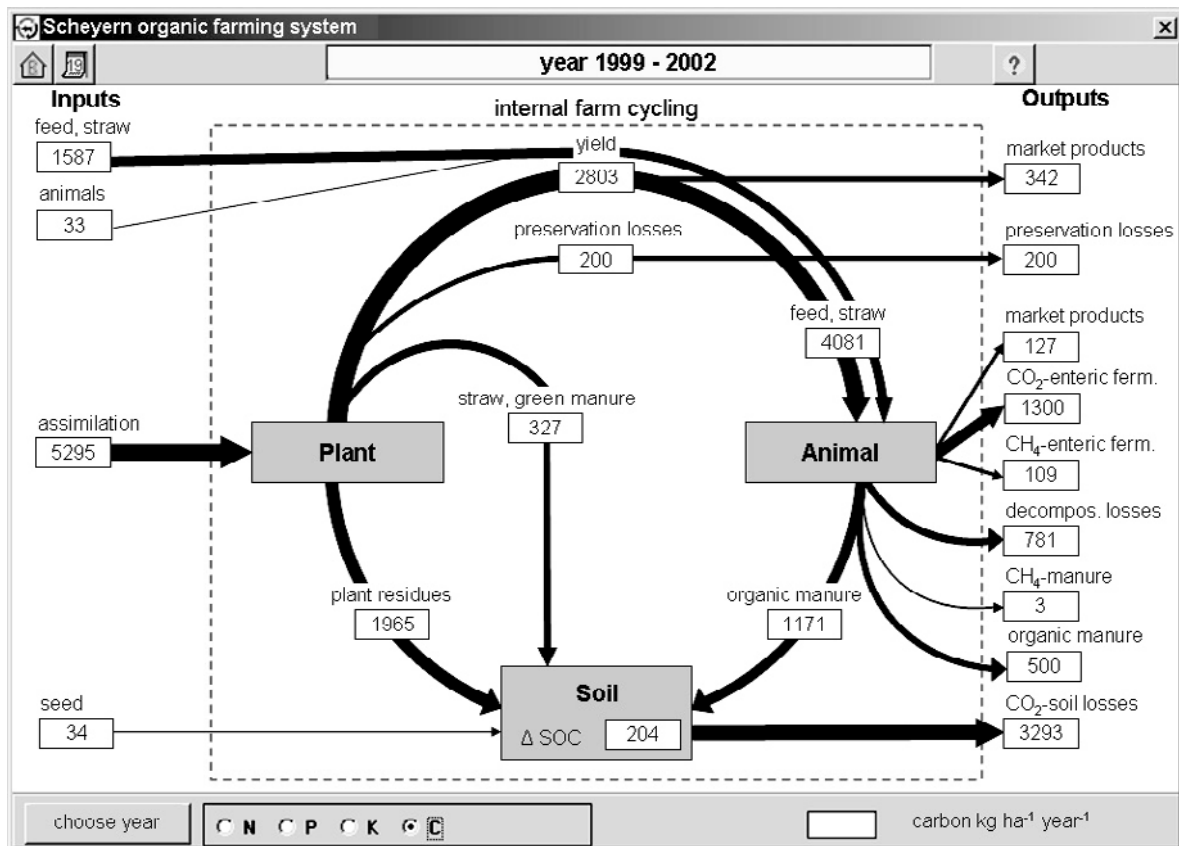 Scheyern organic farming system
19
year 1999 - 2002
?
Inputs
internal farm cycling
Outputs
feed, straw
1587
animals
33
yield
2803
preservation losses
200
market products
342
preservation losses
200
feed, straw
4081
market products
127
CO₂-enteric ferm.
1300
CH₄-enteric ferm.
109
assimilation
5295
Plant
straw, green manure
327
Animal
decompos. losses
781
CH₄-manure
3
organic manure
500
plant residues
1965
organic manure
1171
seed
34
Soil
Δ SOC 204
CO₂-soil losses
3293
choose year
N P K C
carbon kg ha⁻¹ year⁻¹